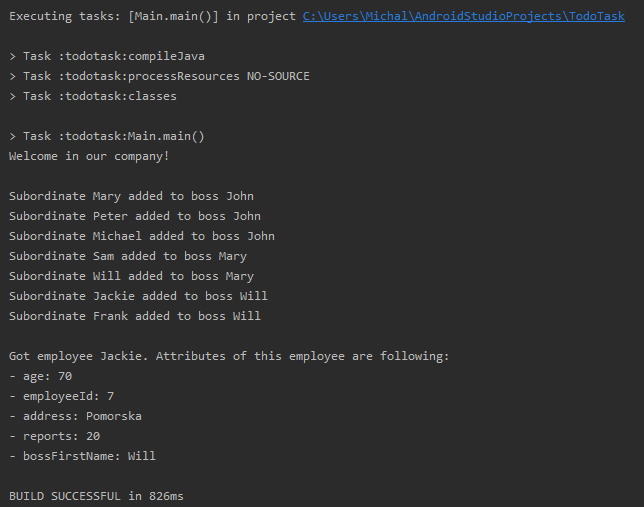 Executing tasks: [Main.main()] in project C:\Users\Michal\AndroidStudioProjects\TodoTask
> Task :todotask:compileJava
> Task :todotask:processResources NO-SOURCE
> Task :todotask:classes
> Task :todotask:Main.main()
Welcome in our company!
Subordinate Mary added to boss John
Subordinate Peter added to boss John
Subordinate Michael added to boss John
Subordinate Sam added to boss Mary
Subordinate Will added to boss Mary
Subordinate Jackie added to boss Will
Subordinate Frank added to boss Will
Got employee Jackie. Attributes of this employee are following:
- age: 70
- employeeId: 7
- address: Pomorska
- reports: 20
- bossFirstName: Will
BUILD SUCCESSFUL in 826ms